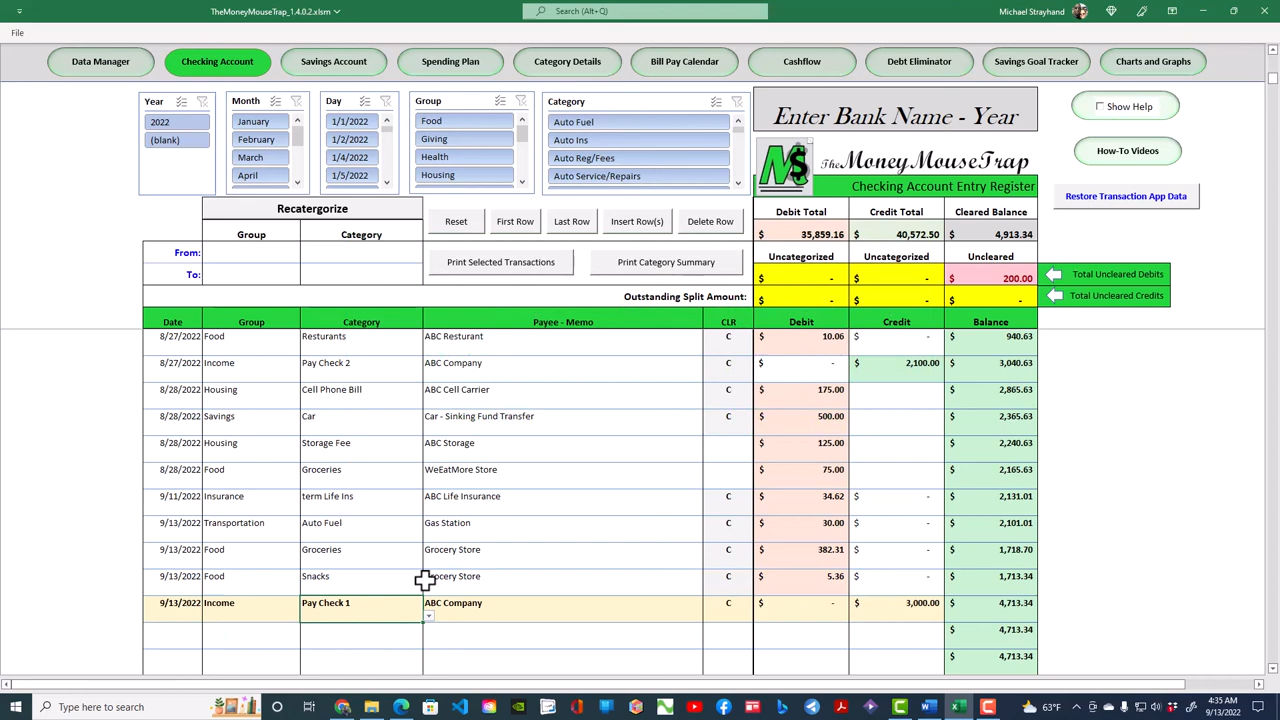 TheMoneyMouseTrap_1.4.0.2.xlsm
Search (Alt+Q)
Michael Strayhand
File
Data Manager Checking Account Savings Account Spending Plan Category Details Bill Pay Calendar Cashflow Debt Eliminator Savings Goal Tracker Charts and Graphs
Year Month Day Group Category
2022 January 1/1/2022 Food Auto Fuel
(blank) February 1/2/2022 Giving Auto Ins
March 1/4/2022 Health Auto Reg/Fees
April 1/5/2022 Housing Auto Service/Repairs
Enter Bank Name - Year
Show Help
How-To Videos
Restore Transaction App Data
M$ The MoneyMouseTrap
Checking Account Entry Register
Recatergorize
Group Category
From:
To:
Reset First Row Last Row Insert Row(s) Delete Row
Print Selected Transactions Print Category Summary
Debit Total Credit Total Cleared Balance
$ 35,859.16 $ 40,572.50 $ 4,913.34
Uncategorized Uncategorized Uncleared
$ - $ - $ 200.00 Total Uncleared Debits
Outstanding Split Amount: $ - $ - $ - Total Uncleared Credits
Date Group Category Payee - Memo CLR Debit Credit Balance
8/27/2022 Food Resturants ABC Resturant C $ 10.06 $ - $ 940.63
8/27/2022 Income Pay Check 2 ABC Company C $ - $ 2,100.00 $ 3,040.63
8/28/2022 Housing Cell Phone Bill ABC Cell Carrier C $ 175.00 $ 2,865.63
8/28/2022 Savings Car Car - Sinking Fund Transfer C $ 500.00 $ 2,365.63
8/28/2022 Housing Storage Fee ABC Storage $ 125.00 $ 2,240.63
8/28/2022 Food Groceries WeEatMore Store $ 75.00 $ 2,165.63
9/11/2022 Insurance term Life Ins ABC Life Insurance C $ 34.62 $ - $ 2,131.01
9/13/2022 Transportation Auto Fuel Gas Station C $ 30.00 $ - $ 2,101.01
9/13/2022 Food Groceries Grocery Store C $ 382.31 $ - $ 1,718.70
9/13/2022 Food Snacks Grocery Store C $ 5.36 $ - $ 1,713.34
9/13/2022 Income Pay Check 1 ABC Company C $ - $ 3,000.00 $ 4,713.34
$ 4,713.34
$ 4,713.34
Type here to search
63°F
4:35 AM
9/13/2022